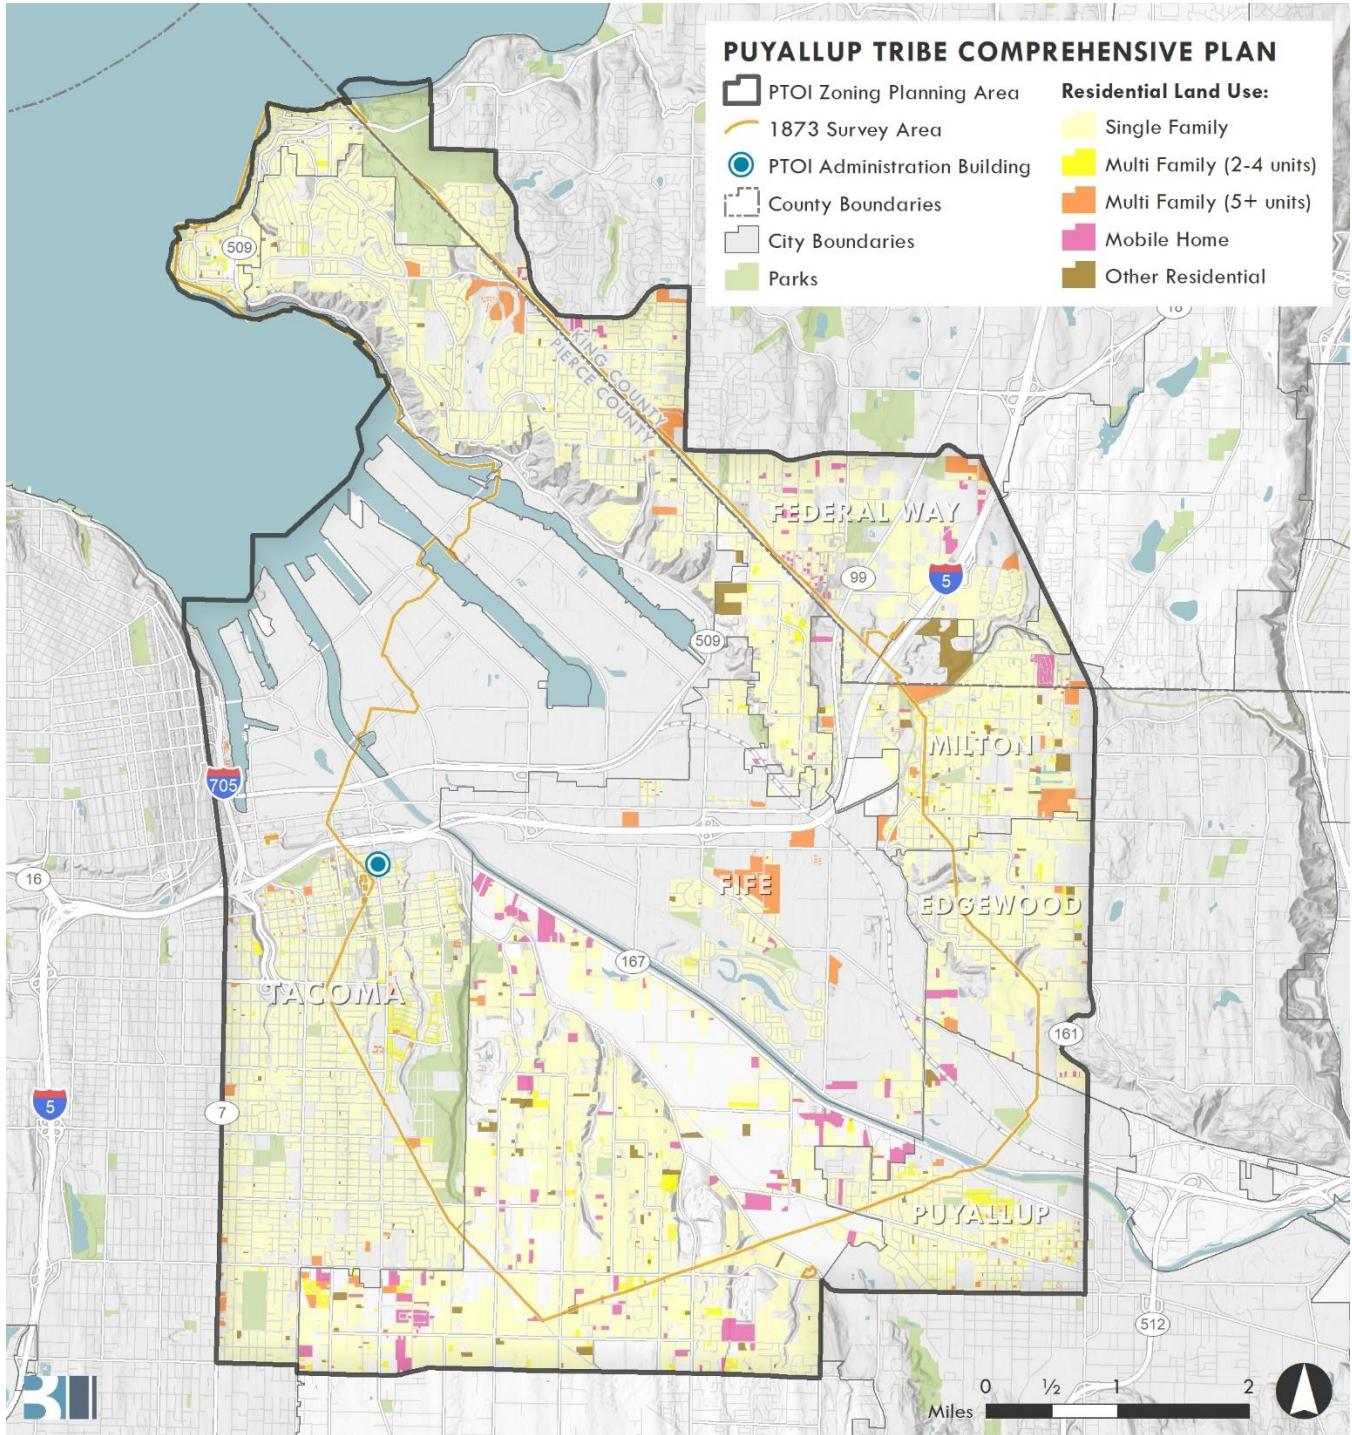 PUYALLUP TRIBE COMPREHENSIVE PLAN
PTOI Zoning Planning Area
1873 Survey Area
PTOI Administration Building
County Boundaries
City Boundaries
Parks
Residential Land Use:
Single Family
Multi Family (2-4 units)
Multi Family (5+ units)
Mobile Home
Other Residential
18
509
KING COUNTY
PIERCE COUNTY
FEDERAL WAY
99
5
509
MILTON
705
16
FIFE
EDGEWOOD
167
TACOMA
161
5
7
PUYALLUP
512
0 ½ 1 2
Miles